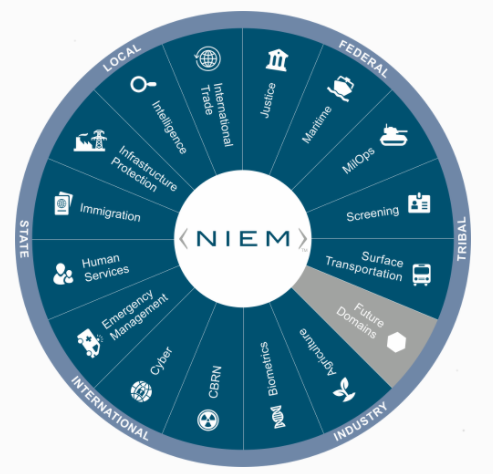 LOCAL
FEDERAL
TRIBAL
INDUSTRY
INTERNATIONAL
STATE
Justice
Maritime
MilOps
Screening
Surface
Transportation
Future
Domains
Agriculture
Biometrics
CBRN
Cyber
Emergency
Management
Human
Services
Immigration
Infrastructure
Protection
Intelligence
International
Trade
⟨NIEM⟩™